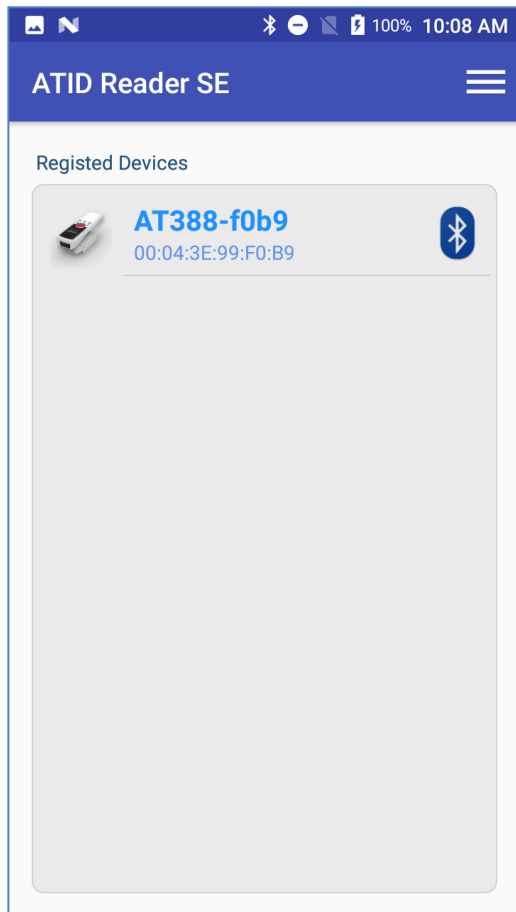 100% 10:08 AM
ATID Reader SE
Registed Devices
AT388-f0b9
00:04:3E:99:F0:B9